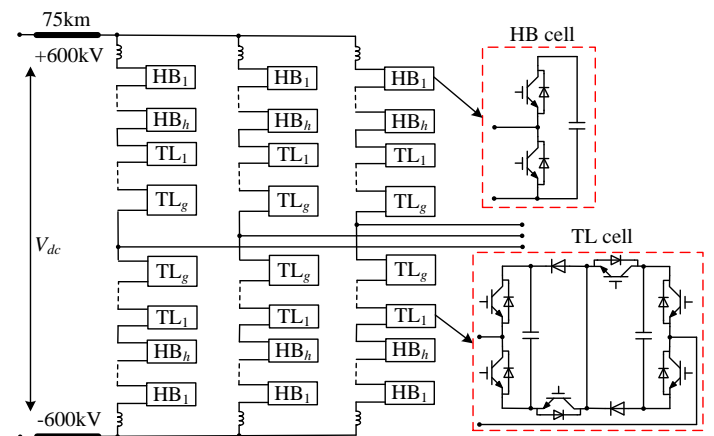 75km
+600kV
HB cell
HB1 HB1 HB1
HBh HBh HBh
TL1 TL1 TL1
TLg TLg TLg
Vdc
TL cell
TLg TLg TLg
TL1 TL1 TL1
HBh HBh HBh
HB1 HB1 HB1
-600kV